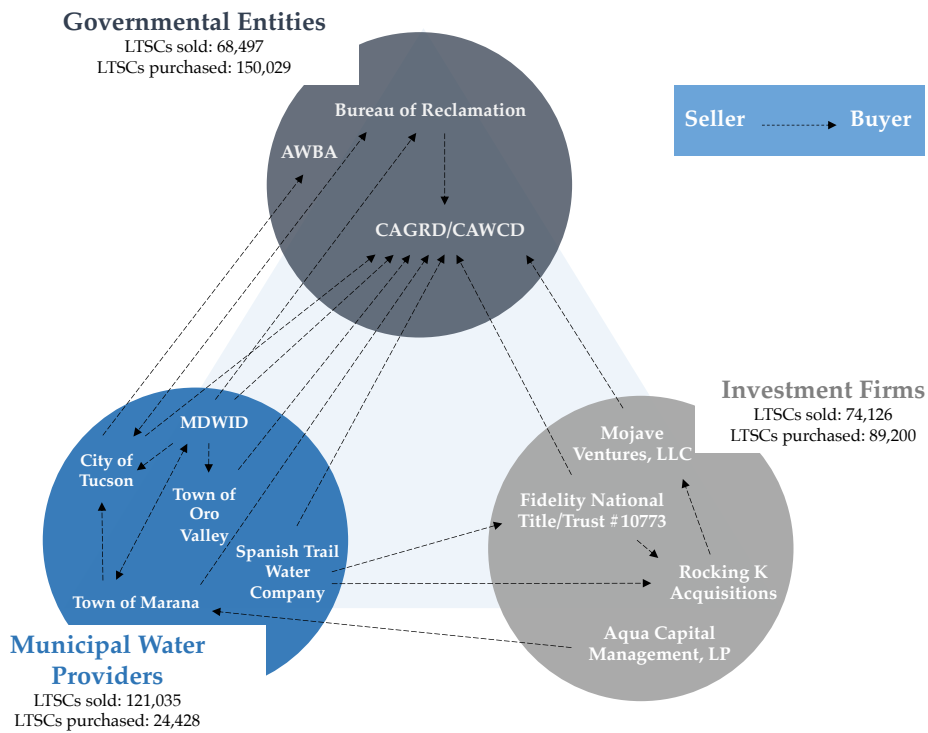 Governmental Entities
LTSCs sold: 68,497
LTSCs purchased: 150,029
Bureau of Reclamation
AWBA
CAGRD/CAWCD
Seller
Buyer
MDWID
City of
Tucson
Town of
Oro
Valley
Spanish Trail
Water
Company
Town of Marana
Municipal Water
Providers
LTSCs sold: 121,035
LTSCs purchased: 24,428
Investment Firms
LTSCs sold: 74,126
LTSCs purchased: 89,200
Mojave
Ventures, LLC
Fidelity National
Title/Trust #10773
Rocking K
Acquisitions
Aqua Capital
Management, LP